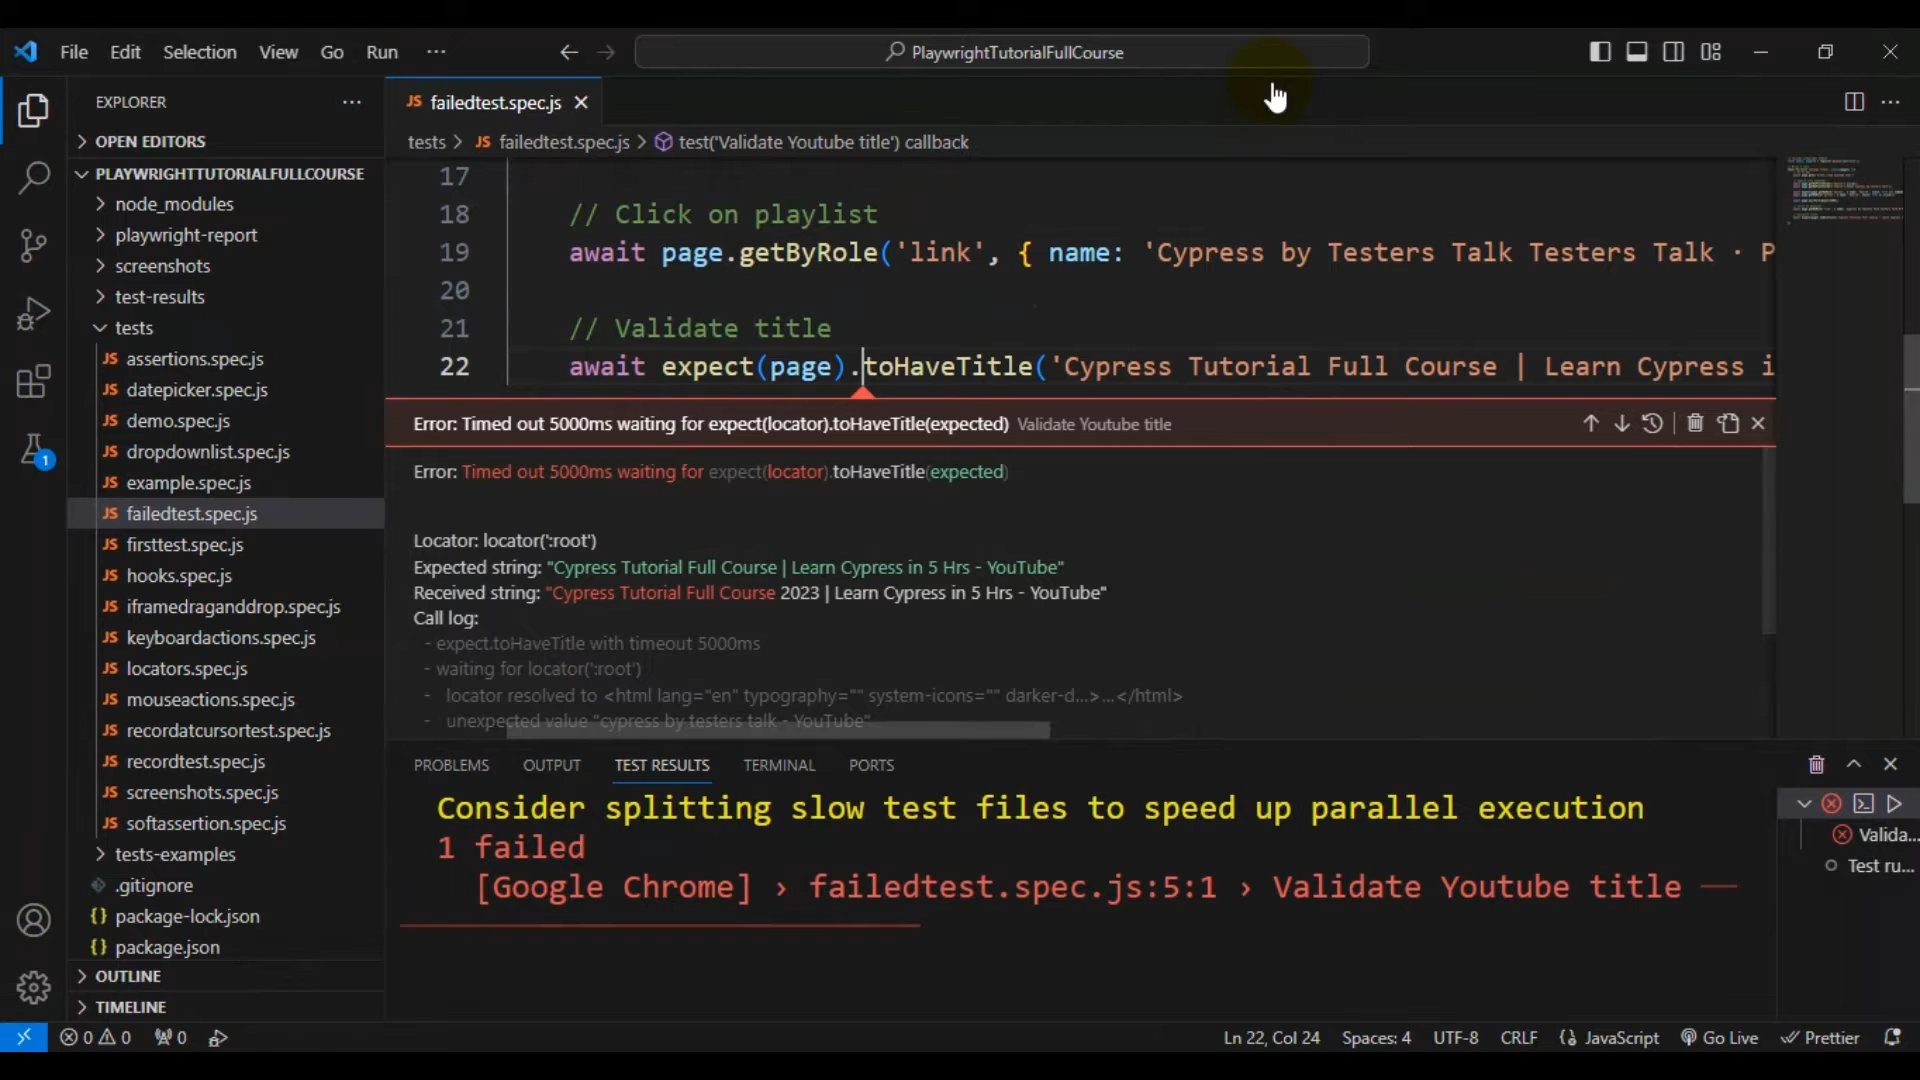 File Edit Selection View Go Run ···
PlaywrightTutorialFullCourse
EXPLORER ···
OPEN EDITORS
PLAYWRIGHTTUTORIALFULLCOURSE
node_modules
playwright-report
screenshots
test-results
tests
JS assertions.spec.js
JS datepicker.spec.js
JS demo.spec.js
JS dropdownlist.spec.js
JS example.spec.js
JS failedtest.spec.js
JS firsttest.spec.js
JS hooks.spec.js
JS iframedraganddrop.spec.js
JS keyboardactions.spec.js
JS locators.spec.js
JS mouseactions.spec.js
JS recordatcursortest.spec.js
JS recordtest.spec.js
JS screenshots.spec.js
JS softassertion.spec.js
tests-examples
.gitignore
{} package-lock.json
{} package.json
OUTLINE
TIMELINE
1
JS failedtest.spec.js
tests > JS failedtest.spec.js > test('Validate Youtube title') callback
17
18 // Click on playlist
19 await page.getByRole('link', { name: 'Cypress by Testers Talk Testers Talk · P
20
21 // Validate title
22 await expect(page).toHaveTitle('Cypress Tutorial Full Course | Learn Cypress i
Error: Timed out 5000ms waiting for expect(locator).toHaveTitle(expected) Validate Youtube title
Error: Timed out 5000ms waiting for expect(locator).toHaveTitle(expected)
Locator: locator(':root')
Expected string: "Cypress Tutorial Full Course | Learn Cypress in 5 Hrs - YouTube"
Received string: "Cypress Tutorial Full Course 2023 | Learn Cypress in 5 Hrs - YouTube"
Call log:
- expect.toHaveTitle with timeout 5000ms
- waiting for locator(':root')
- locator resolved to <html lang="en" typography="" system-icons="" darker-d...>...</html>
- unexpected value "cypress by testers talk - YouTube"
PROBLEMS OUTPUT TEST RESULTS TERMINAL PORTS
Consider splitting slow test files to speed up parallel execution
1 failed
[Google Chrome] › failedtest.spec.js:5:1 › Validate Youtube title
Valida...
Test ru...
0 0 0
Ln 22, Col 24 Spaces: 4 UTF-8 CRLF JavaScript Go Live Prettier